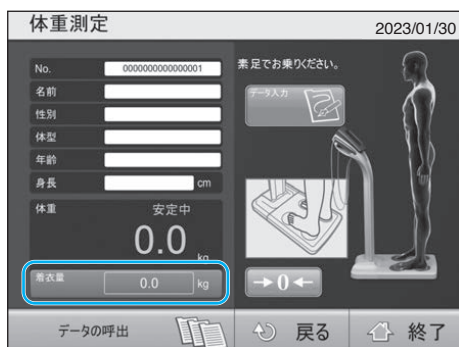 体重測定
2023/01/30
No. 0000000000000001
名前
性別
体型
年齢
身長 cm
体重 安定中
0.0 kg
着衣量 0.0 kg
素足でお乗りください。
データ入力
→0←
データの呼出
戻る
終了